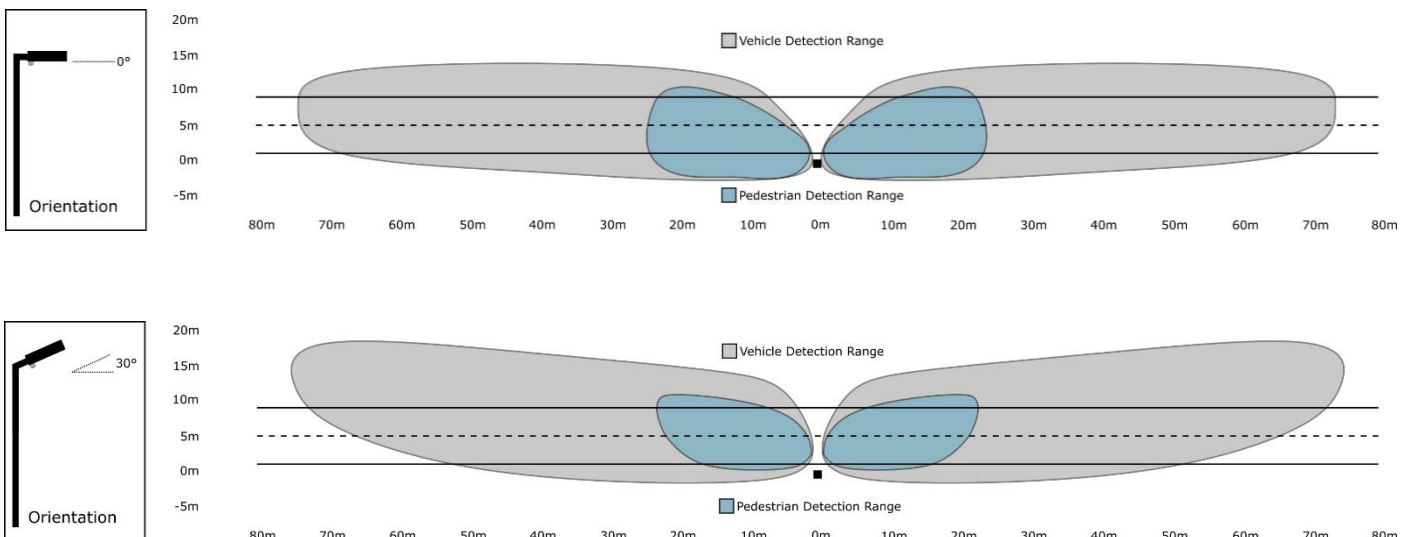 20m
Vehicle Detection Range
15m
0°
10m
5m
0m
-5m
Pedestrian Detection Range
Orientation
80m 70m 60m 50m 40m 30m 20m 10m 0m 10m 20m 30m 40m 50m 60m 70m 80m
20m
Vehicle Detection Range
15m
30°
10m
5m
0m
-5m
Pedestrian Detection Range
Orientation
80m 70m 60m 50m 40m 30m 20m 10m 0m 10m 20m 30m 40m 50m 60m 70m 80m